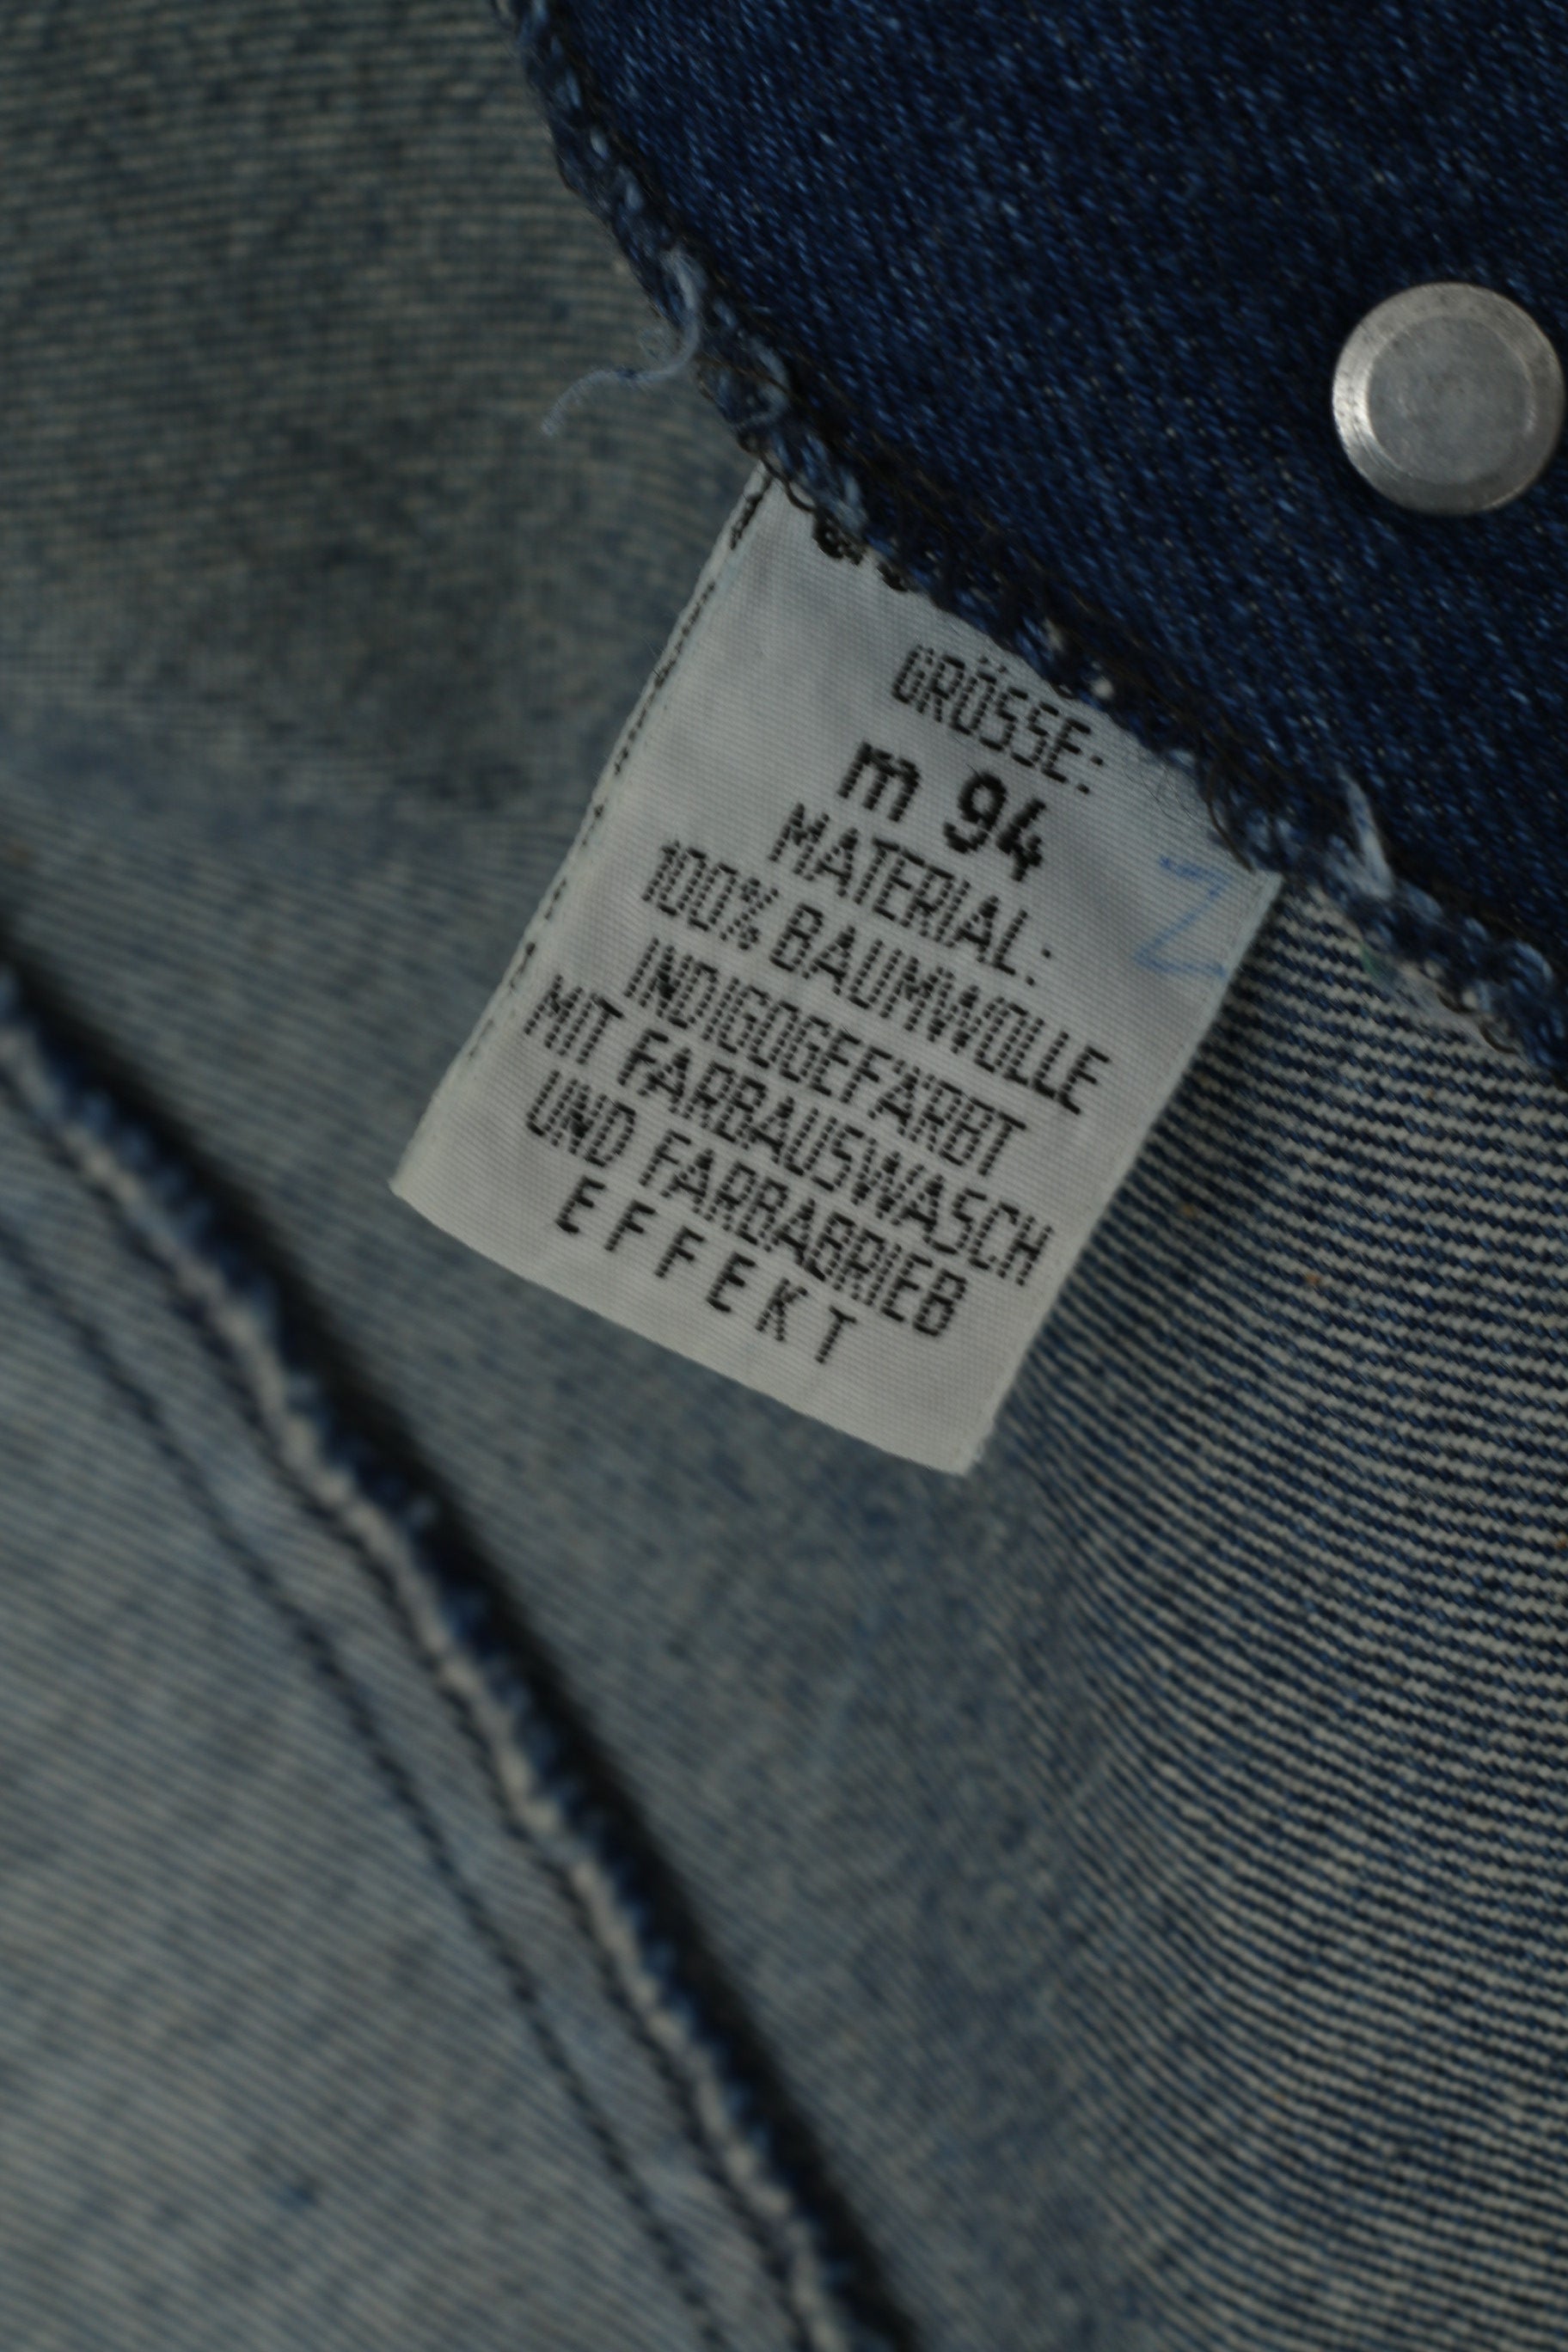 GRÖSSE:
m 94
MATERIAL:
100% BAUMWOLLE
INDIGOGEFÄRBT
MIT FARBAUSWASCH
UND FARBABRIEB
EFFEKT